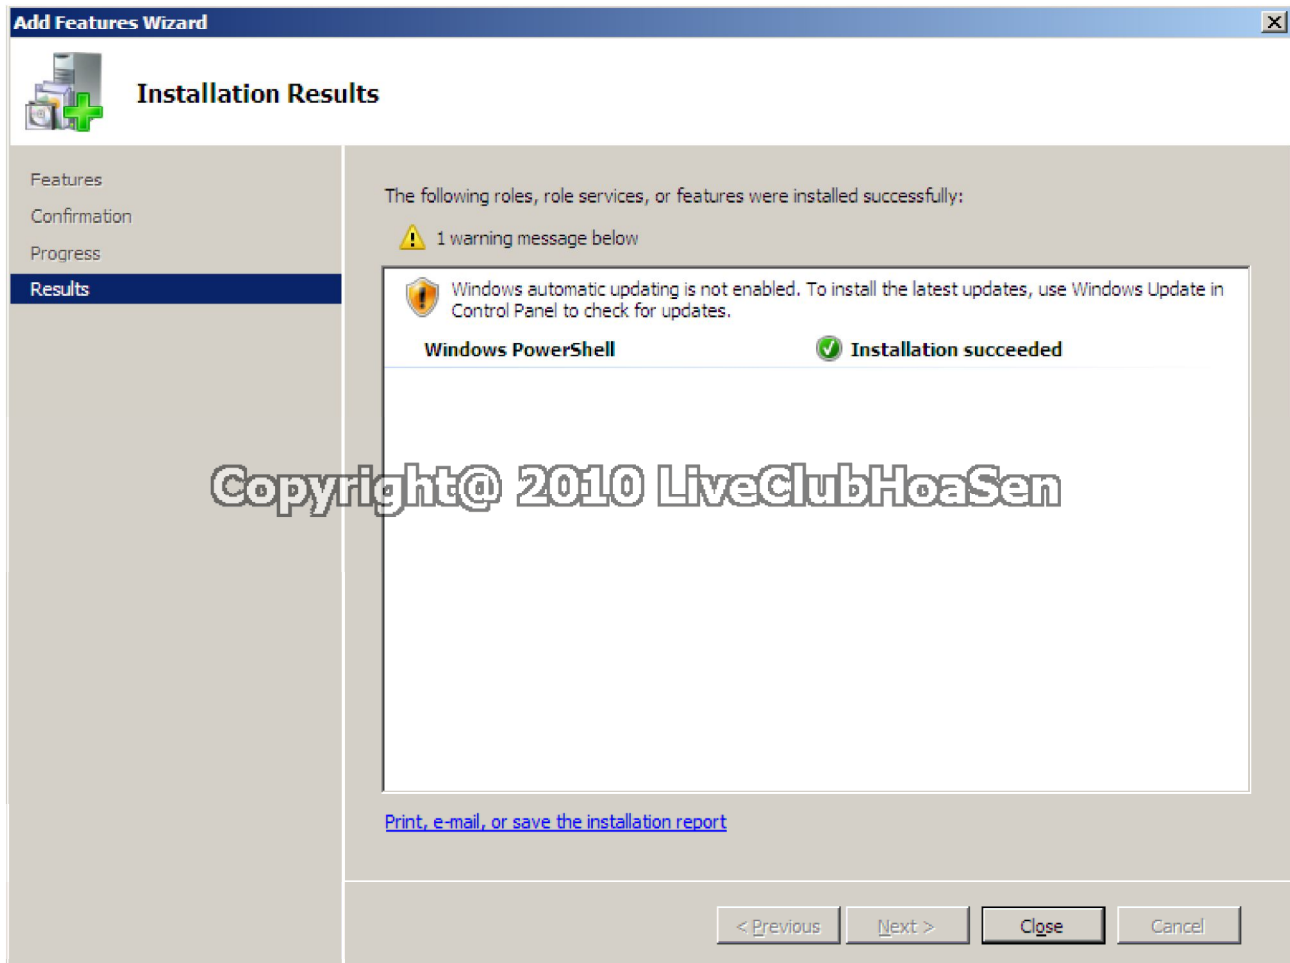 Add Features Wizard
Installation Results
Features
Confirmation
Progress
Results
The following roles, role services, or features were installed successfully:
1 warning message below
Windows automatic updating is not enabled. To install the latest updates, use Windows Update in
Control Panel to check for updates.
Windows PowerShell Installation succeeded
Copyright@ 2010 LiveClubHoaSen
Print, e-mail, or save the installation report
< Previous Next > Close Cancel